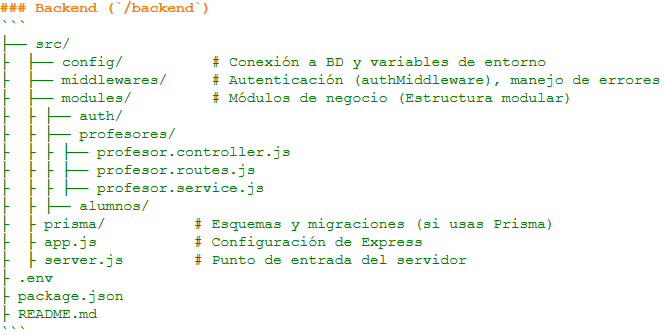 ### Backend (`/backend`)
```
├── src/
├ ├── config/ # Conexión a BD y variables de entorno
├ ├── middlewares/ # Autenticación (authMiddleware), manejo de errores
├ ├── modules/ # Módulos de negocio (Estructura modular)
├ ├ ├── auth/
├ ├ ├── profesores/
├ ├ ├ ├── profesor.controller.js
├ ├ ├ ├── profesor.routes.js
├ ├ ├ ├── profesor.service.js
├ ├ ├── alumnos/
├ ├ prisma/ # Esquemas y migraciones (si usas Prisma)
├ ├ app.js # Configuración de Express
├ ├ server.js # Punto de entrada del servidor
├ .env
├ package.json
├ README.md
```